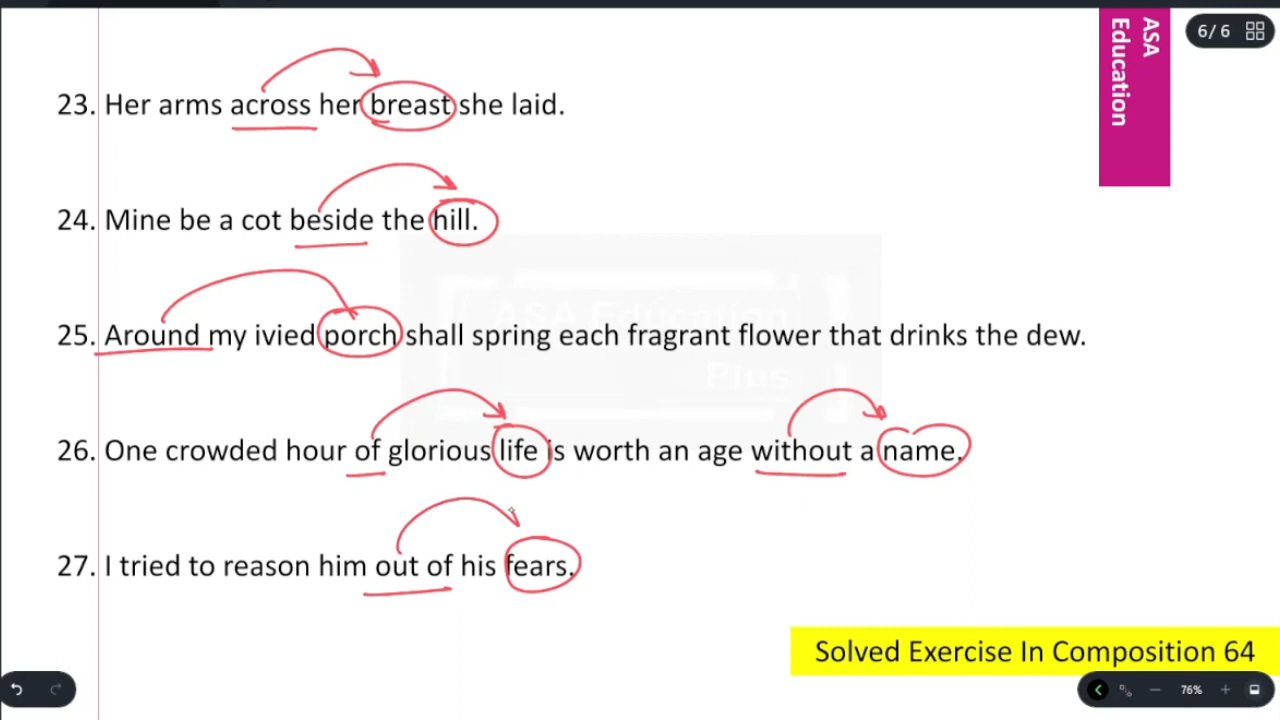 ASA
Education
6/6
23. Her arms across her breast she laid.
24. Mine be a cot beside the hill.
25. Around my ivied porch shall spring each fragrant flower that drinks the dew.
ASA Education
Plus
26. One crowded hour of glorious life is worth an age without a name.
27. I tried to reason him out of his fears.
Solved Exercise In Composition 64
76%